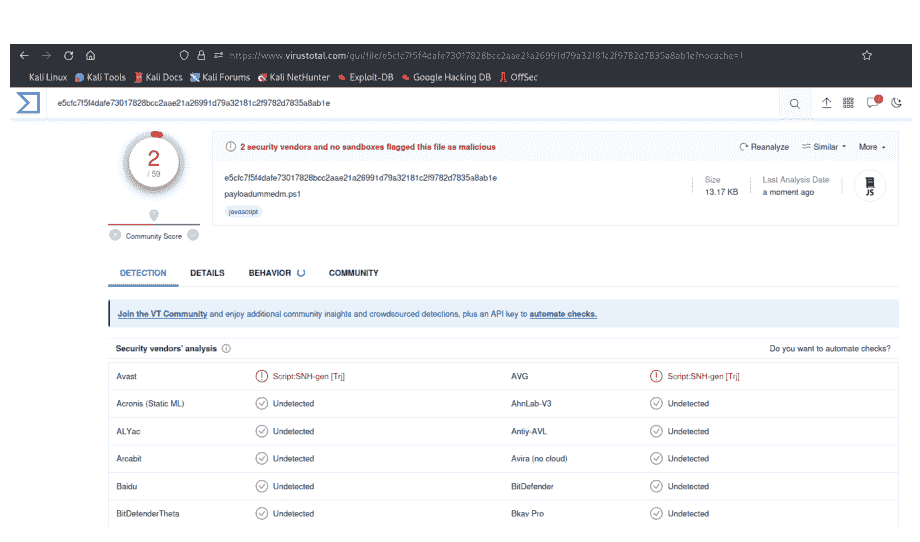 https://www.virustotal.com/gui/file/e5cfc7f5f4dafe73017828bcc2aae21a26991d79a32181c2f9782d7835a8ab1e?nocache=1
Kali Linux Kali Tools Kali Docs Kali Forums Kali NetHunter Exploit-DB Google Hacking DB OffSec
e5cfc7f5f4dafe73017828bcc2aae21a26991d79a32181c2f9782d7835a8ab1e
2
/ 59
Community Score
2 security vendors and no sandboxes flagged this file as malicious
Reanalyze Similar More
e5cfc7f5f4dafe73017828bcc2aae21a26991d79a32181c2f9782d7835a8ab1e
payloaddummedm.ps1
javascript
Size
13.17 KB
Last Analysis Date
a moment ago
JS
DETECTION DETAILS BEHAVIOR COMMUNITY
Join the VT Community and enjoy additional community insights and crowdsourced detections, plus an API key to automate checks.
Security vendors' analysis Do you want to automate checks?
Avast Script:SNH-gen [Trj] AVG Script:SNH-gen [Trj]
Acronis (Static ML) Undetected AhnLab-V3 Undetected
ALYac Undetected Antiy-AVL Undetected
Arcabit Undetected Avira (no cloud) Undetected
Baidu Undetected BitDefender Undetected
BitDefenderTheta Undetected Bkav Pro Undetected